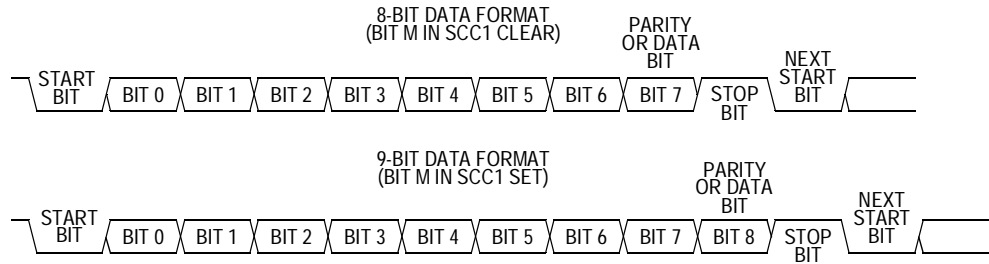 8-BIT DATA FORMAT
(BIT M IN SCC1 CLEAR)
PARITY
OR DATA
BIT
START
BIT
BIT 0
BIT 1
BIT 2
BIT 3
BIT 4
BIT 5
BIT 6
BIT 7
STOP
BIT
NEXT
START
BIT
9-BIT DATA FORMAT
(BIT M IN SCC1 SET)
PARITY
OR DATA
BIT
START
BIT
BIT 0
BIT 1
BIT 2
BIT 3
BIT 4
BIT 5
BIT 6
BIT 7
BIT 8
STOP
BIT
NEXT
START
BIT